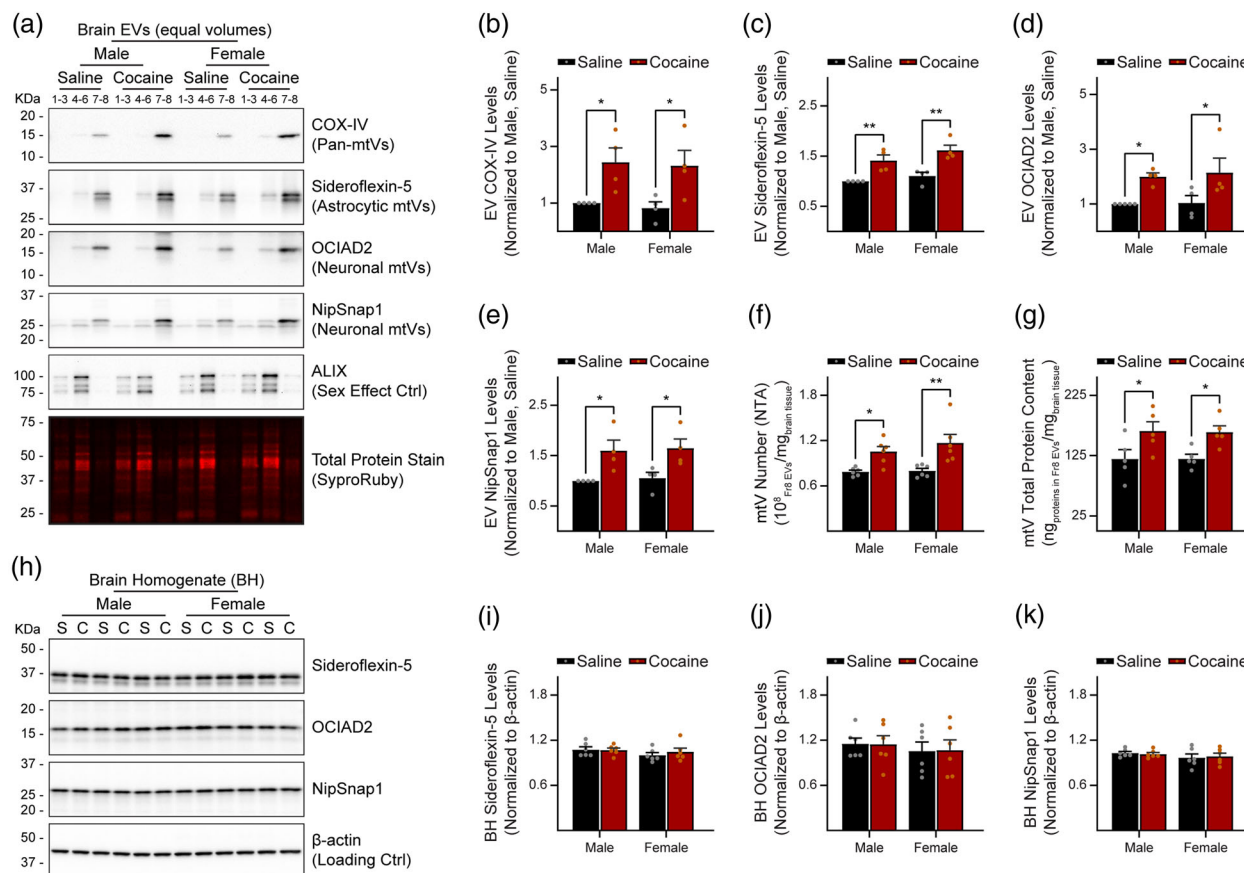 (a)
Brain EVs (equal volumes)
Male Female
Saline Cocaine Saline Cocaine
KDa 1-3 4-6 7-8 1-3 4-6 7-8 1-3 4-6 7-8 1-3 4-6 7-8
20 -
15 -
10 -
COX-IV
(Pan-mtVs)
37 -
25 -
Sideroflexin-5
(Astrocytic mtVs)
20 -
15 -
10 -
OCIAD2
(Neuronal mtVs)
37 -
25 -
20 -
NipSnap1
(Neuronal mtVs)
100 -
75 -
ALIX
(Sex Effect Ctrl)
75 -
50 -
37 -
25 -
Total Protein Stain
(SyproRuby)
(b)
Saline Cocaine
EV COX-IV Levels
(Normalized to Male, Saline)
5
3
1
* *
Male Female
(c)
Saline Cocaine
EV Sideroflexin-5 Levels
(Normalized to Male, Saline)
2.5
1.5
0.5
** **
Male Female
(d)
Saline Cocaine
EV OCIAD2 Levels
(Normalized to Male, Saline)
5
3
1
* *
Male Female
(e)
Saline Cocaine
EV NipSnap1 Levels
(Normalized to Male, Saline)
2.5
1.5
0.5
* *
Male Female
(f)
Saline Cocaine
mtV Number (NTA)
(10⁸ Fr8 EVs/mg brain tissue)
1.8
1.2
0.6
* **
Male Female
(g)
Saline Cocaine
mtV Total Protein Content
(ng proteins in Fr8 EVs/mg brain tissue)
225
125
25
* *
Male Female
(h)
Brain Homogenate (BH)
Male Female
KDa S C S C S C S C S C S C
50 -
37 -
25 -
Sideroflexin-5
20 -
15 -
10 -
OCIAD2
37 -
25 -
20 -
NipSnap1
50 -
37 -
β-actin
(Loading Ctrl)
(i)
Saline Cocaine
BH Sideroflexin-5 Levels
(Normalized to β-actin)
1.8
1.2
0.6
Male Female
(j)
Saline Cocaine
BH OCIAD2 Levels
(Normalized to β-actin)
1.8
1.2
0.6
Male Female
(k)
Saline Cocaine
BH NipSnap1 Levels
(Normalized to β-actin)
1.8
1.2
0.6
Male Female